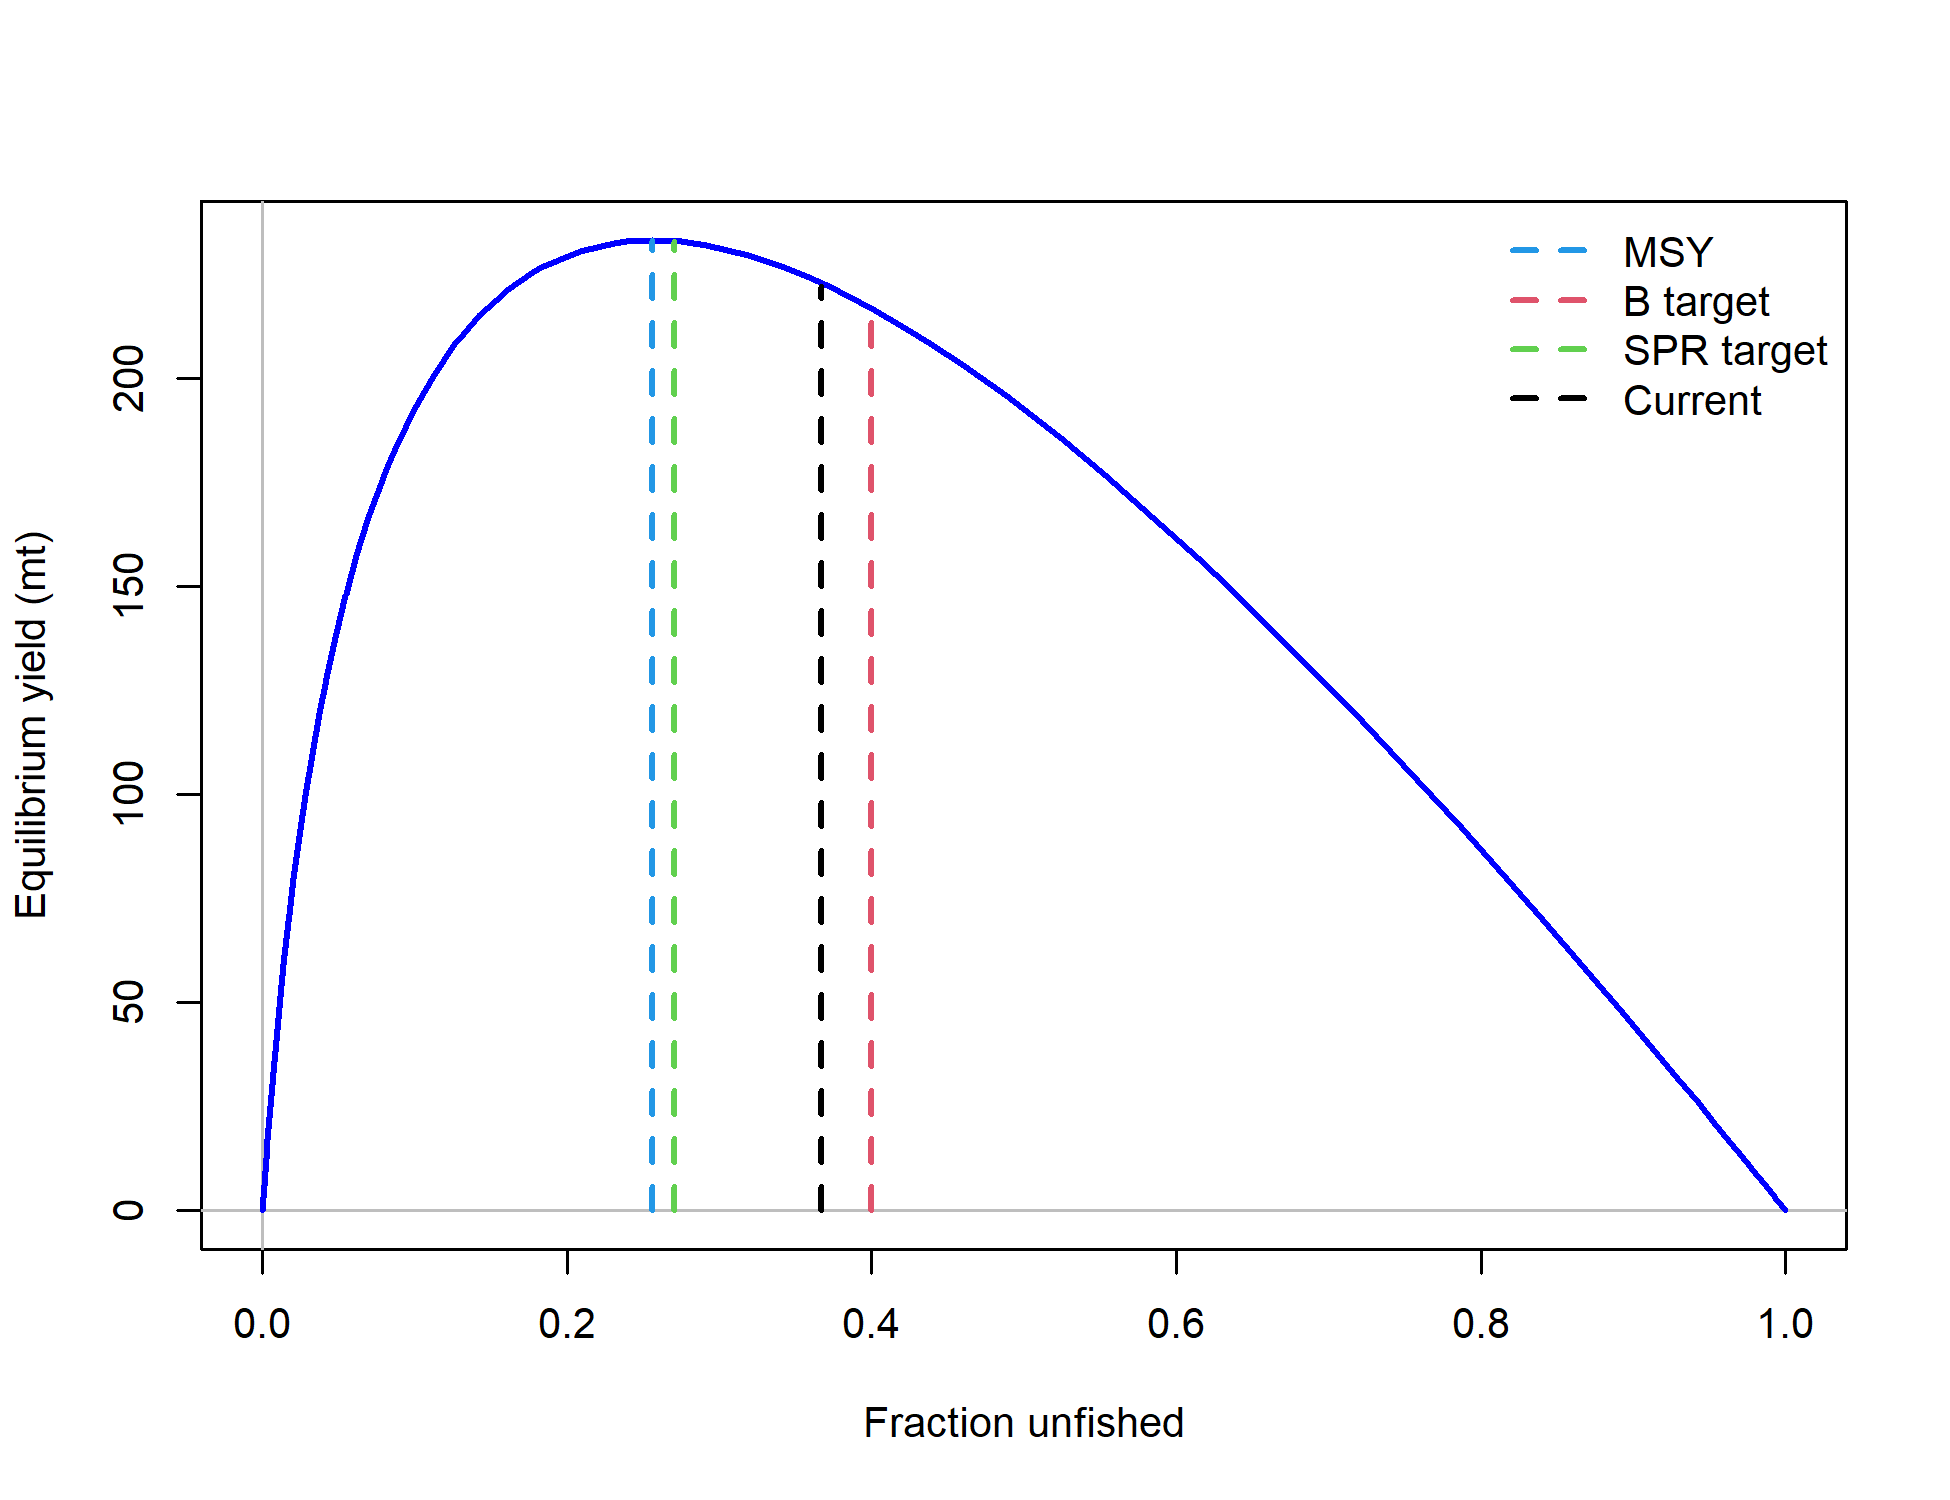 MSY
B target
SPR target
Current
Equilibrium yield (mt)
200
150
100
50
0
0.0 0.2 0.4 0.6 0.8 1.0
Fraction unfished